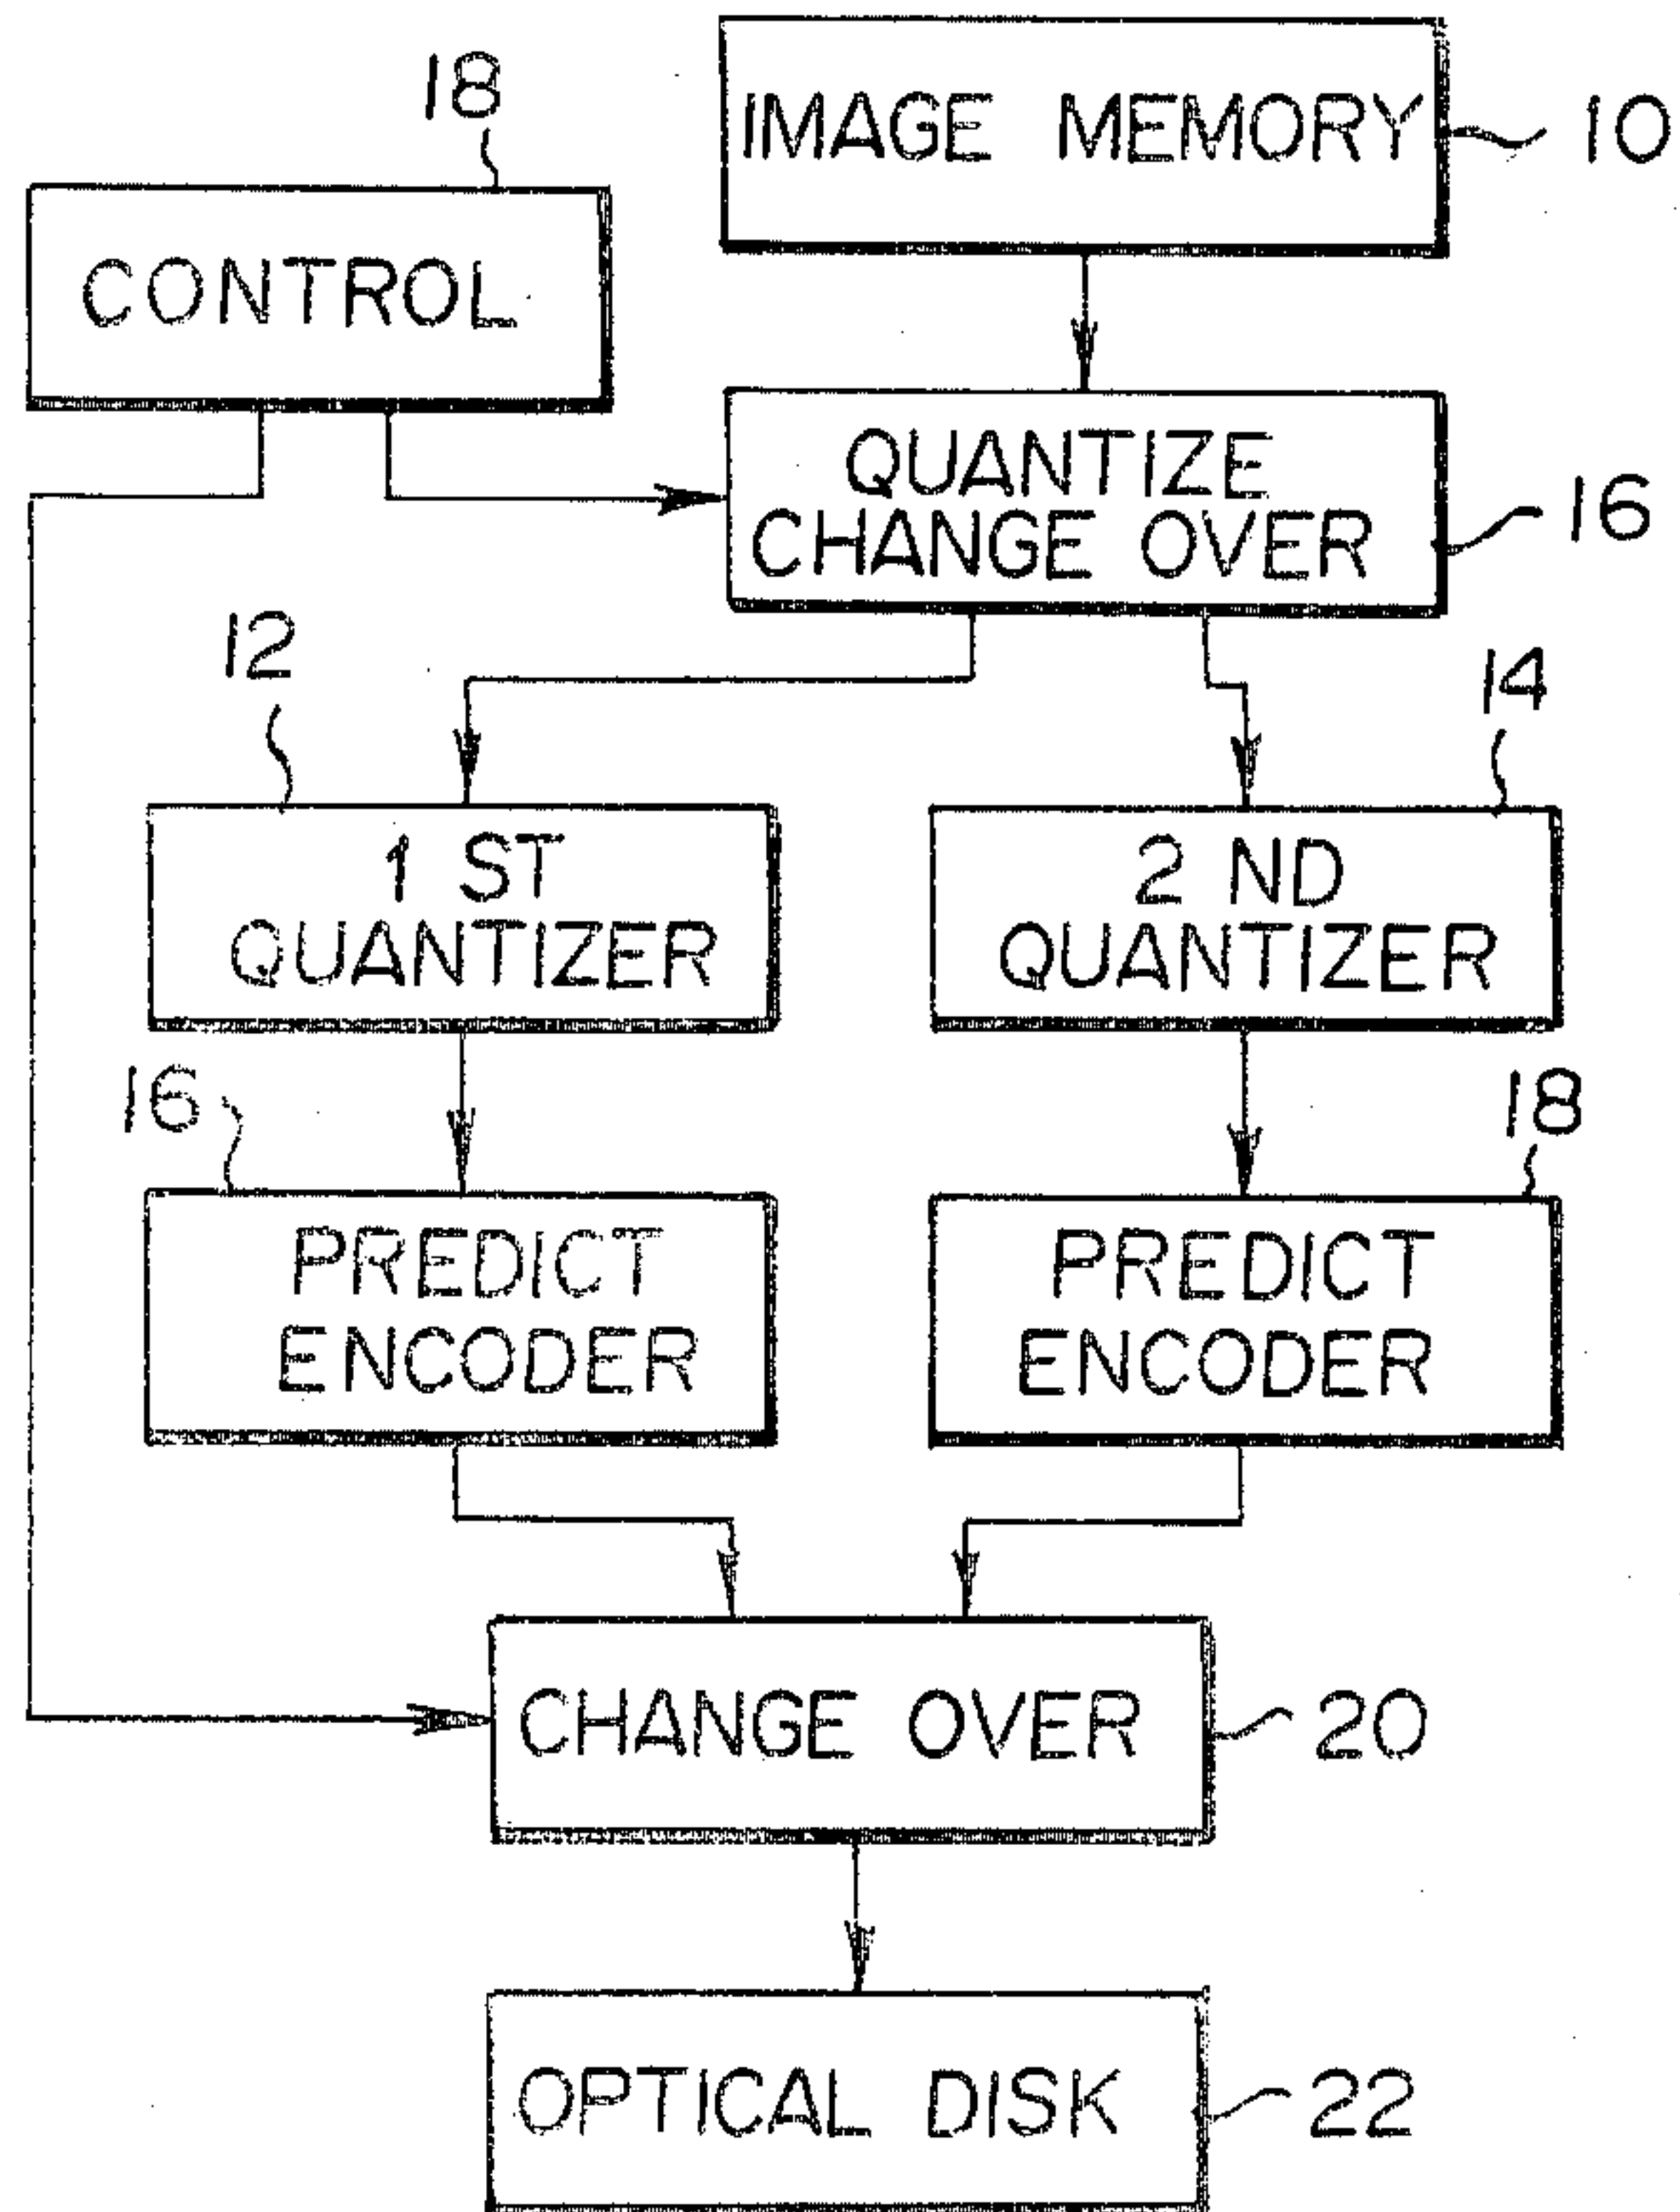 18
IMAGE MEMORY
10
CONTROL
QUANTIZE
CHANGE OVER
16
12
14
1 ST
QUANTIZER
2 ND
QUANTIZER
16
18
PREDICT
ENCODER
PREDICT
ENCODER
CHANGE OVER
20
OPTICAL DISK
22